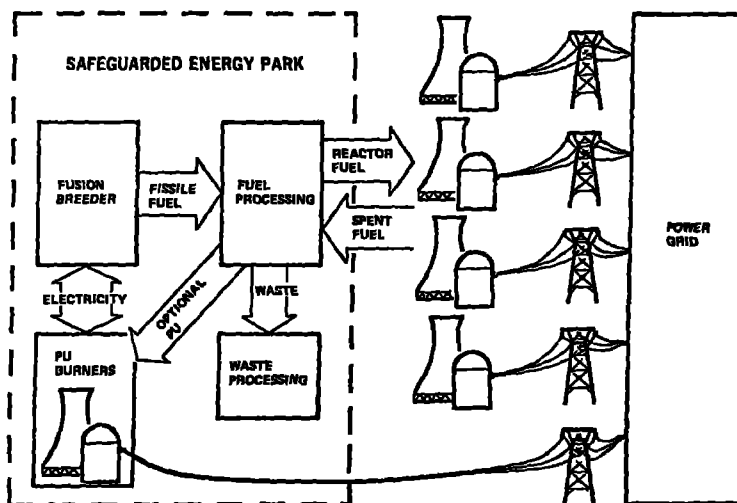 SAFEGUARDED ENERGY PARK
FUSION
BREEDER
FISSILE
FUEL
FUEL
PROCESSING
REACTOR
FUEL
SPENT
FUEL
POWER
GRID
ELECTRICITY
OPTIONAL
PU
WASTE
PU
BURNERS
WASTE
PROCESSING